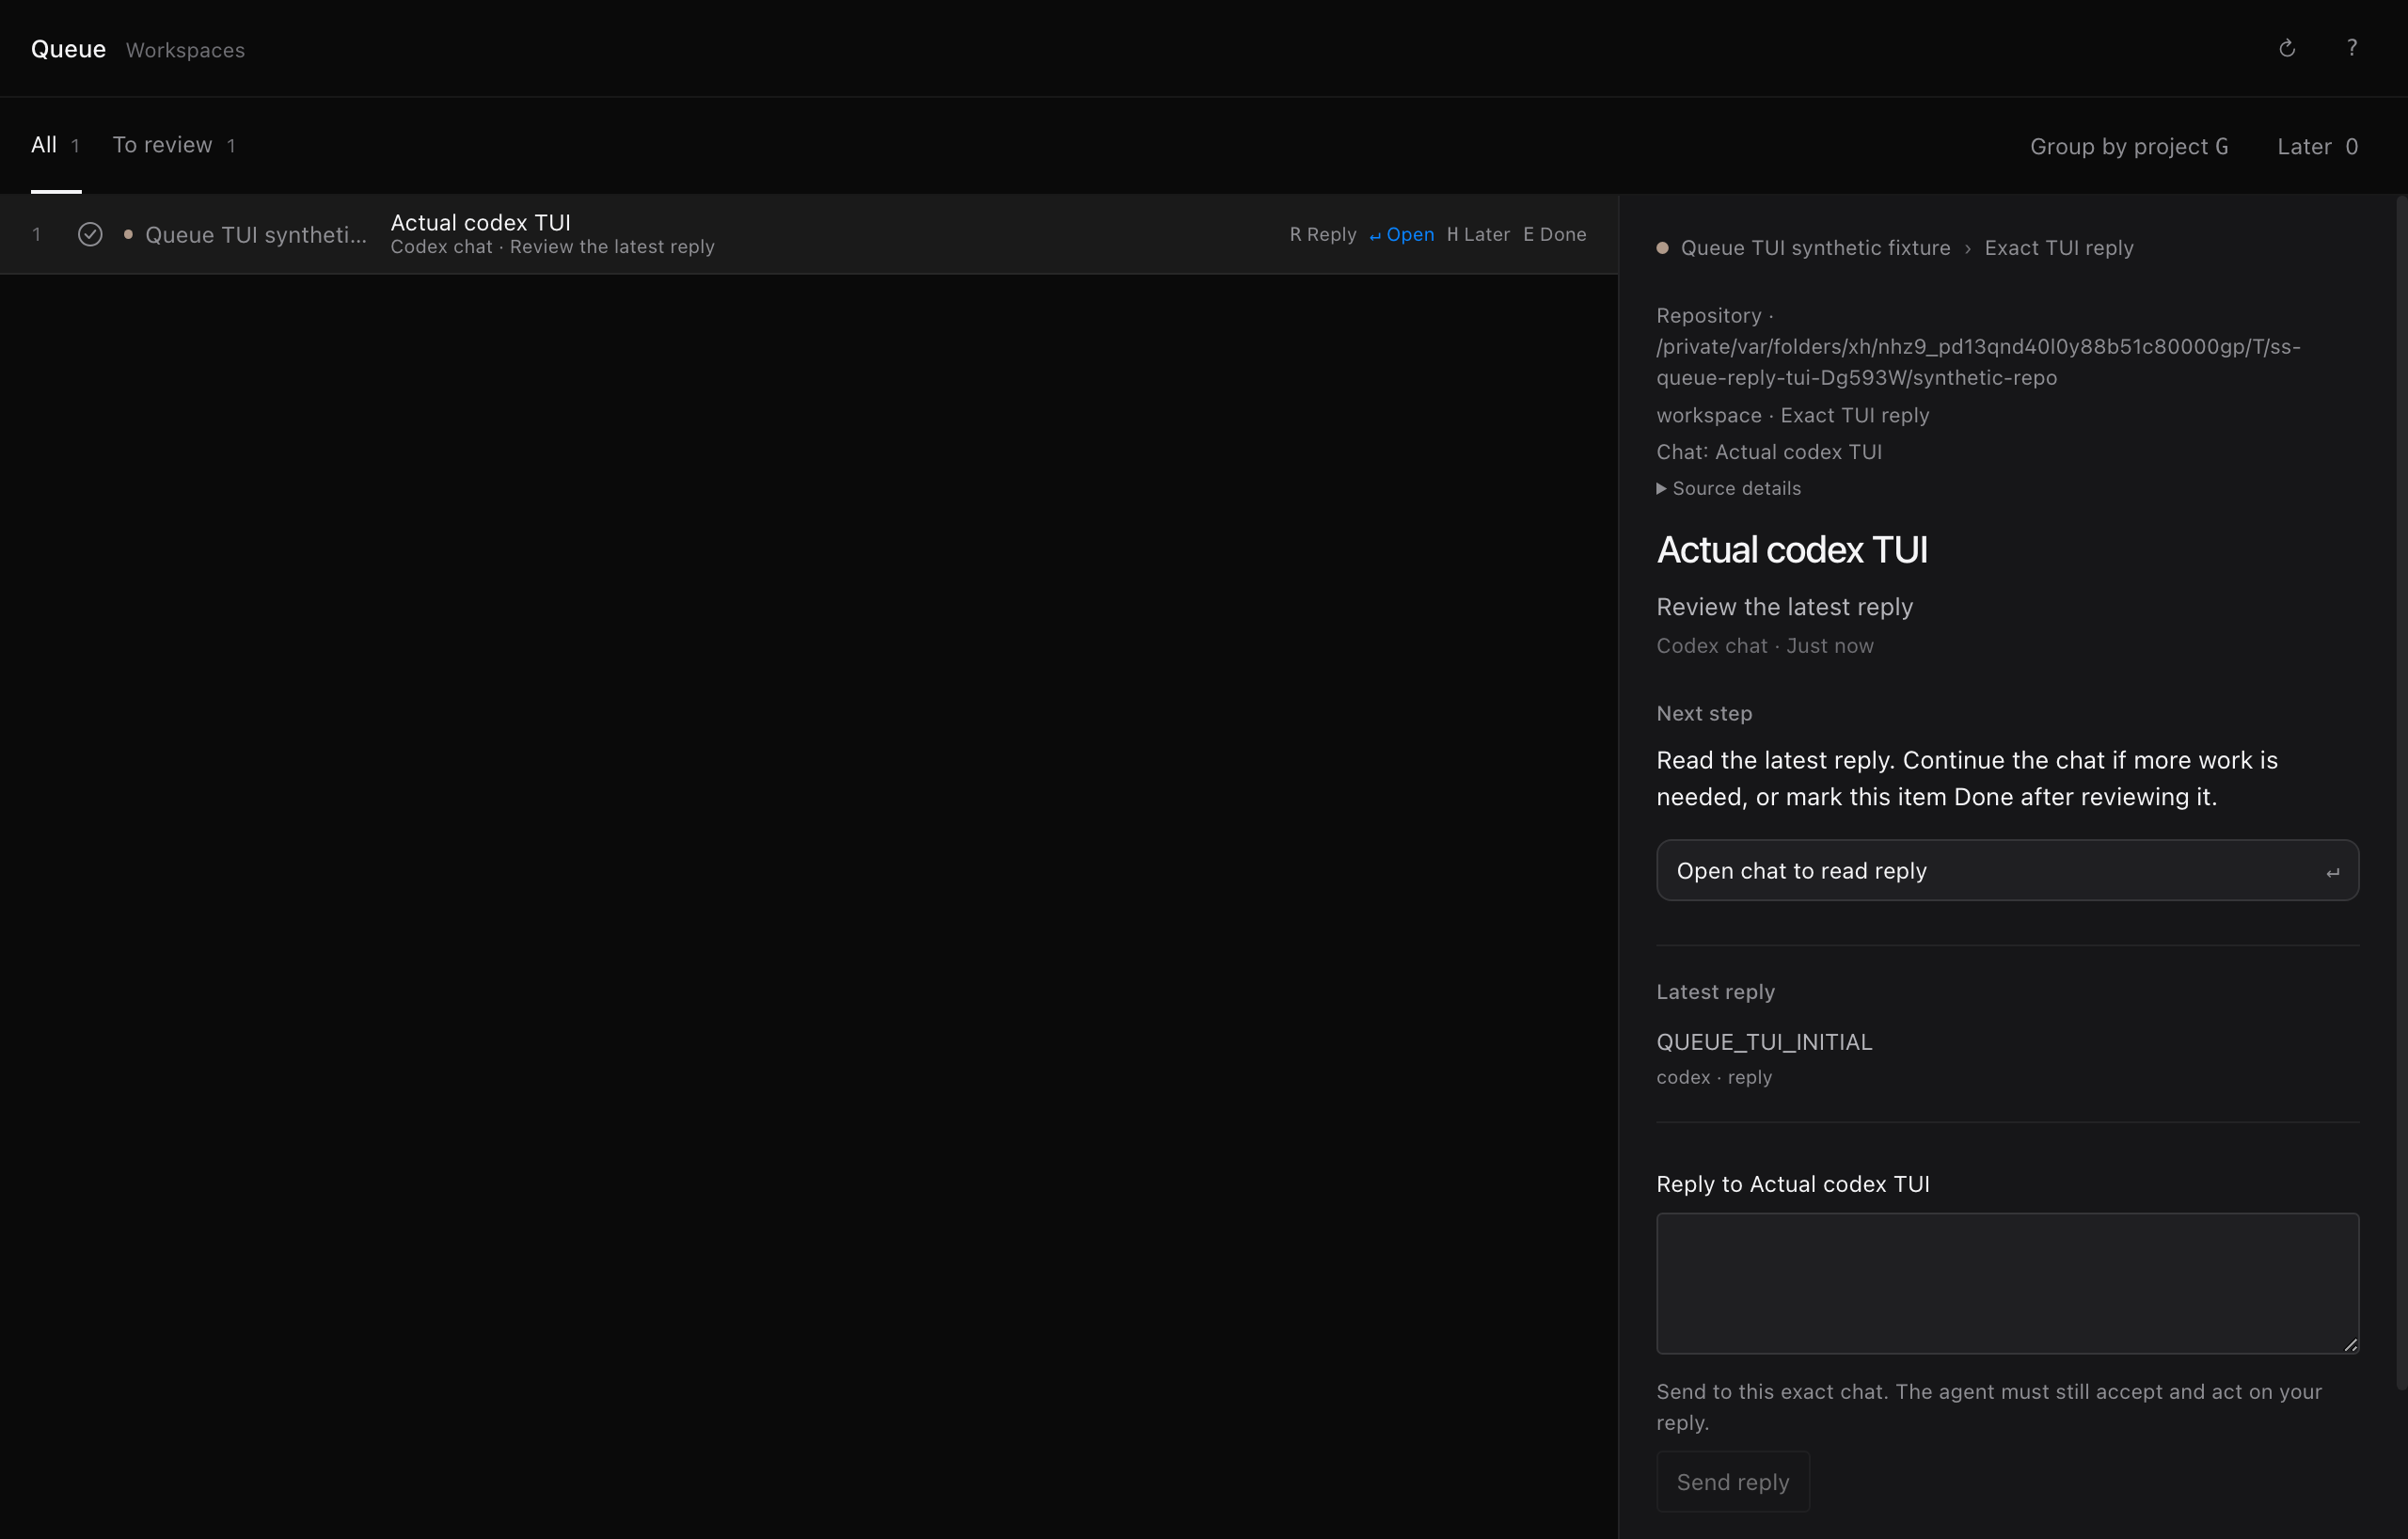 Queue Workspaces ↻ ?
All 1 To review 1 Group by project G Later 0
1 Queue TUI syntheti... Actual codex TUI
Codex chat · Review the latest reply
R Reply ↵ Open H Later E Done
Queue TUI synthetic fixture › Exact TUI reply
Repository ·
/private/var/folders/xh/nhz9_pd13qnd40l0y88b51c80000gp/T/ss-
queue-reply-tui-Dg593W/synthetic-repo
workspace · Exact TUI reply
Chat: Actual codex TUI
▶ Source details
Actual codex TUI
Review the latest reply
Codex chat · Just now
Next step
Read the latest reply. Continue the chat if more work is
needed, or mark this item Done after reviewing it.
Open chat to read reply ↵
Latest reply
QUEUE_TUI_INITIAL
codex · reply
Reply to Actual codex TUI
Send to this exact chat. The agent must still accept and act on your
reply.
Send reply